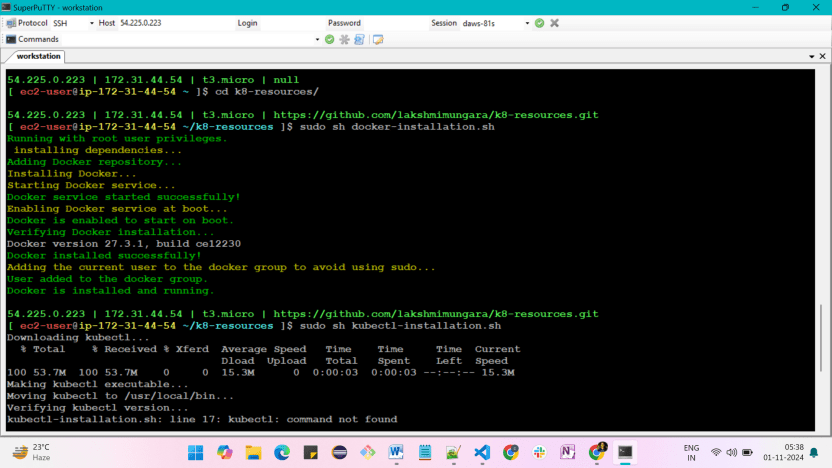 SuperPuTTY - workstation
Protocol SSH Host 54.225.0.223 Login Password Session daws-81s
Commands
workstation
54.225.0.223 | 172.31.44.54 | t3.micro | null
[ ec2-user@ip-172-31-44-54 ~ ]$ cd k8-resources/
54.225.0.223 | 172.31.44.54 | t3.micro | https://github.com/lakshmimungara/k8-resources.git
[ ec2-user@ip-172-31-44-54 ~/k8-resources ]$ sudo sh docker-installation.sh
Running with root user privileges.
installing dependencies...
Adding Docker repository...
Installing Docker...
Starting Docker service...
Docker service started successfully!
Enabling Docker service at boot...
Docker is enabled to start on boot.
Verifying Docker installation...
Docker version 27.3.1, build ce12230
Docker installed successfully!
Adding the current user to the docker group to avoid using sudo...
User added to the docker group.
Docker is installed and running.
54.225.0.223 | 172.31.44.54 | t3.micro | https://github.com/lakshmimungara/k8-resources.git
[ ec2-user@ip-172-31-44-54 ~/k8-resources ]$ sudo sh kubectl-installation.sh
Downloading kubectl...
% Total % Received % Xferd Average Speed Time Time Time Current
Dload Upload Total Spent Left Speed
100 53.7M 100 53.7M 0 0 15.3M 0 0:00:03 0:00:03 --:--:-- 15.3M
Making kubectl executable...
Moving kubectl to /usr/local/bin...
Verifying kubectl version...
kubectl-installation.sh: line 17: kubectl: command not found
23°C
Haze
ENG
IN
05:38
01-11-2024